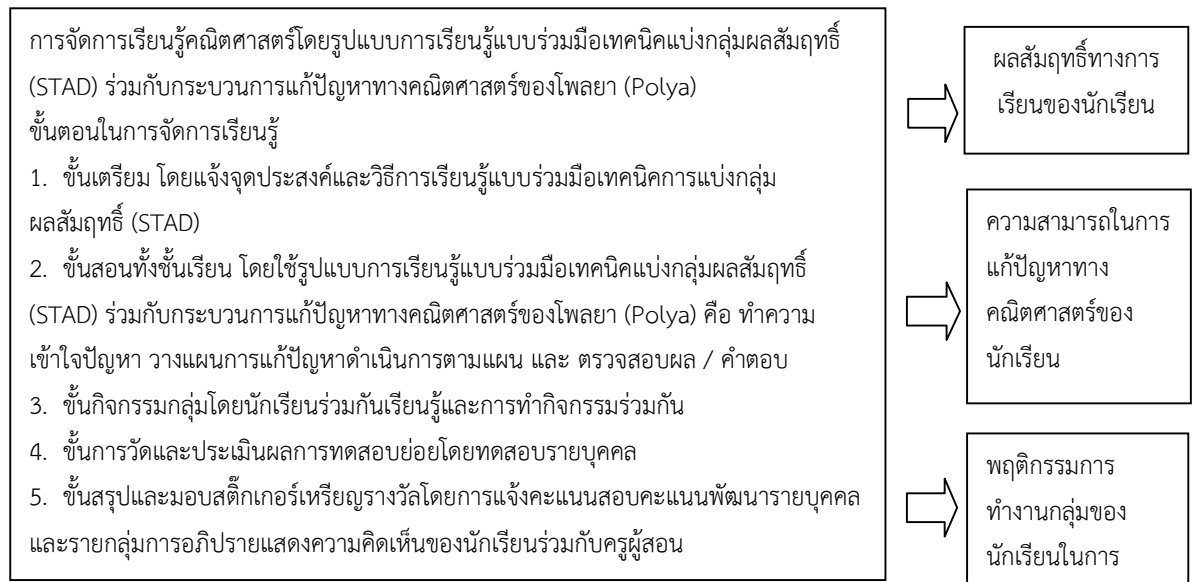 การจัดการเรียนรู้คณิตศาสตร์โดยรูปแบบการเรียนรู้แบบร่วมมือเทคนิคแบ่งกลุ่มผลสัมฤทธิ์
(STAD) ร่วมกับกระบวนการแก้ปัญหาทางคณิตศาสตร์ของโพลยา (Polya)
ขั้นตอนในการจัดการเรียนรู้
1. ขั้นเตรียม โดยแจ้งจุดประสงค์และวิธีการเรียนรู้แบบร่วมมือเทคนิคการแบ่งกลุ่ม
ผลสัมฤทธิ์ (STAD)
2. ขั้นสอนทั้งชั้นเรียน โดยใช้รูปแบบการเรียนรู้แบบร่วมมือเทคนิคแบ่งกลุ่มผลสัมฤทธิ์
(STAD) ร่วมกับกระบวนการแก้ปัญหาทางคณิตศาสตร์ของโพลยา (Polya) คือ ทำความ
เข้าใจปัญหา วางแผนการแก้ปัญหาดำเนินการตามแผน และ ตรวจสอบผล / คำตอบ
3. ขั้นกิจกรรมกลุ่มโดยนักเรียนร่วมกันเรียนรู้และการทำกิจกรรมร่วมกัน
4. ขั้นการวัดและประเมินผลการทดสอบย่อยโดยทดสอบรายบุคคล
5. ขั้นสรุปและมอบสติ๊กเกอร์เหรียญรางวัลโดยการแจ้งคะแนนสอบคะแนนพัฒนารายบุคคล
และรายกลุ่มการอภิปรายแสดงความคิดเห็นของนักเรียนร่วมกับครูผู้สอน
ผลสัมฤทธิ์ทางการ
เรียนของนักเรียน
ความสามารถในการ
แก้ปัญหาทาง
คณิตศาสตร์ของ
นักเรียน
พฤติกรรมการ
ทำงานกลุ่มของ
นักเรียนในการ